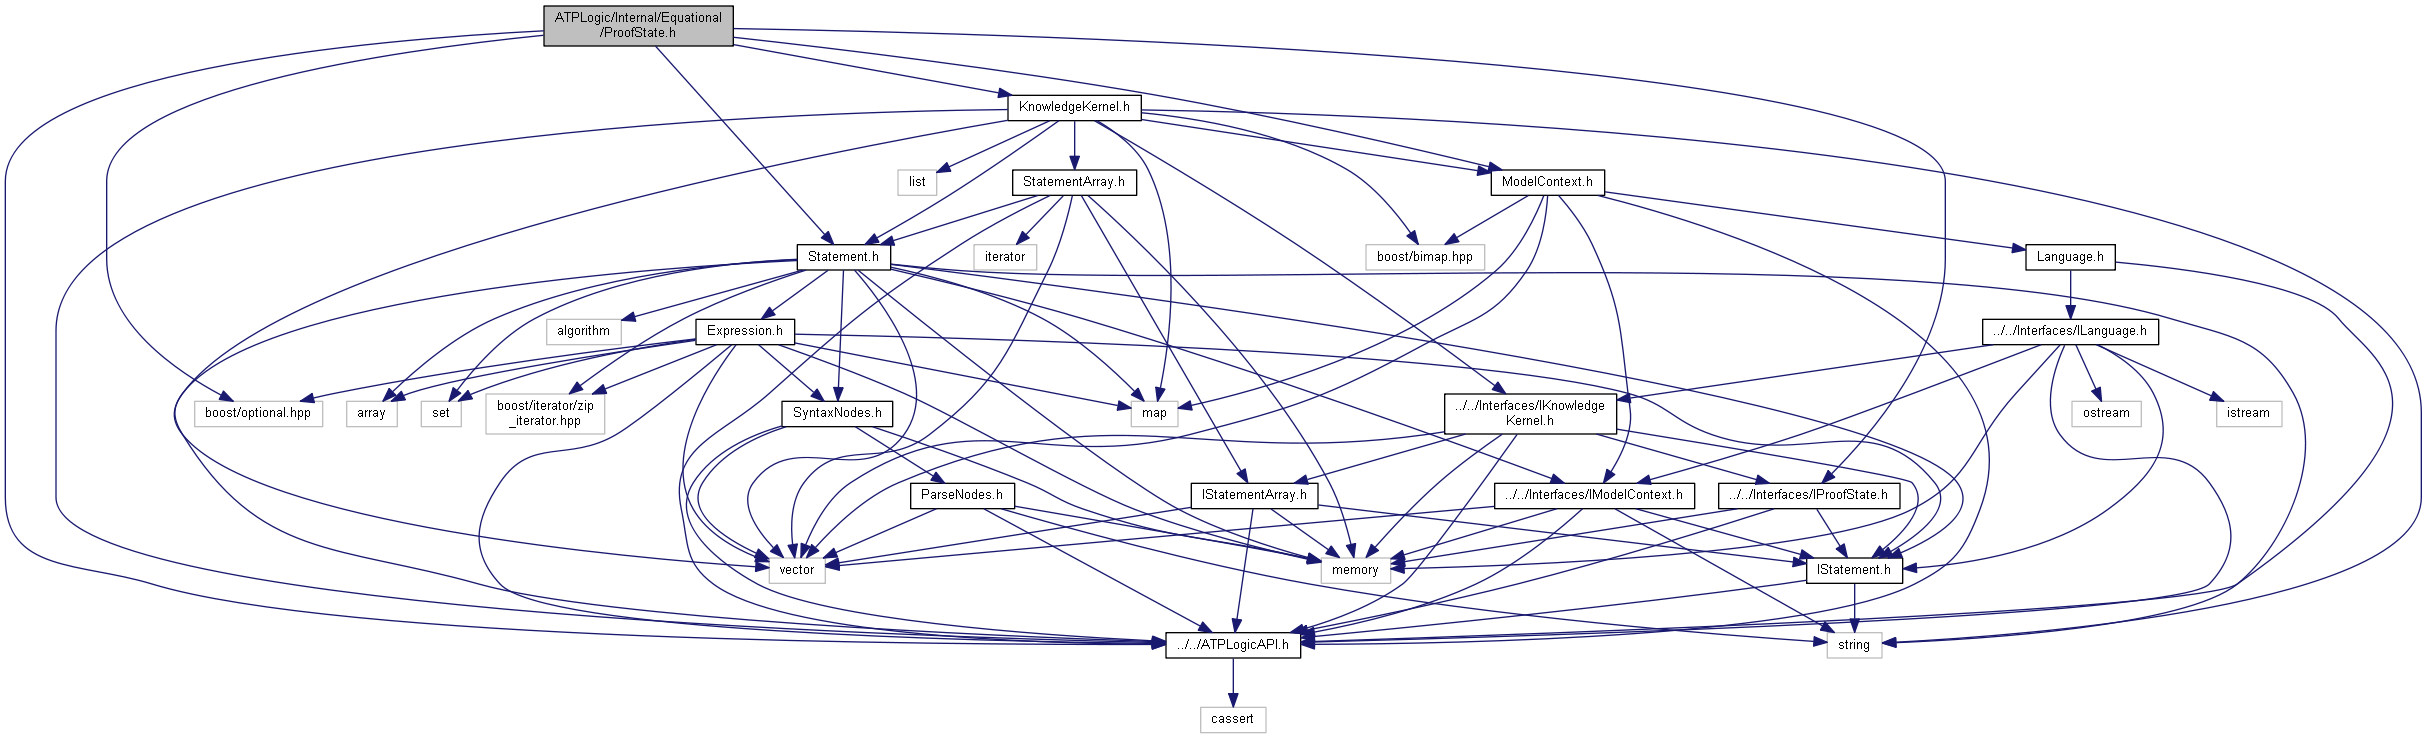 ATPLogic/Internal/Equational
/ProofState.h
KnowledgeKernel.h
list
StatementArray.h
ModelContext.h
Statement.h
iterator
boost/bimap.hpp
Language.h
algorithm
Expression.h
../../Interfaces/ILanguage.h
boost/optional.hpp
array
set
boost/iterator/zip
_iterator.hpp
SyntaxNodes.h
map
../../Interfaces/IKnowledge
Kernel.h
ostream
istream
ParseNodes.h
IStatementArray.h
../../Interfaces/IModelContext.h
../../Interfaces/IProofState.h
vector
memory
IStatement.h
../../ATPLogicAPI.h
string
cassert